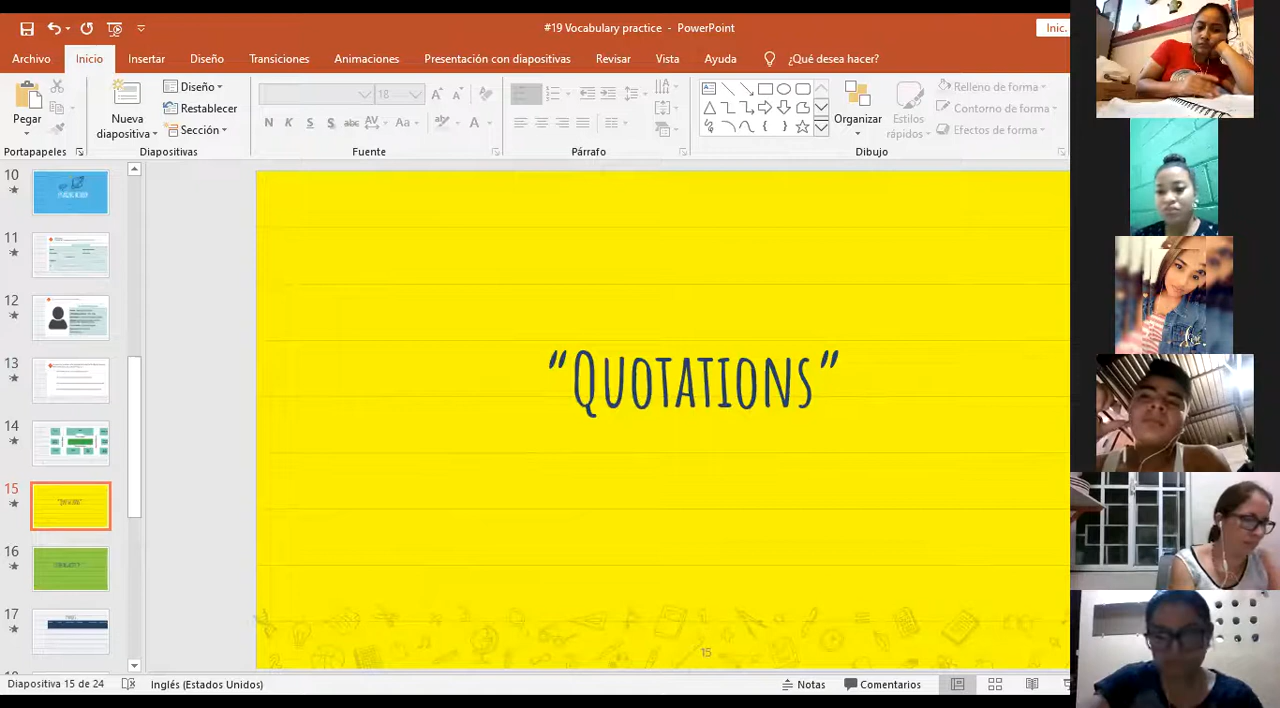 #19 Vocabulary practice - PowerPoint
Inic.
Archivo Inicio Insertar Diseño Transiciones Animaciones Presentación con diapositivas Revisar Vista Ayuda ¿Qué desea hacer?
Pegar
Nueva diapositiva
Diseño
Restablecer
Sección
18
N K S S abc AV Aa A
Organizar
Estilos rápidos
Relleno de forma
Contorno de forma
Efectos de forma
Portapapeles Diapositivas Fuente Párrafo Dibujo
10
11
12
13
14
15
16
17
“QUOTATIONS”
15
Diapositiva 15 de 24 Inglés (Estados Unidos) Notas Comentarios